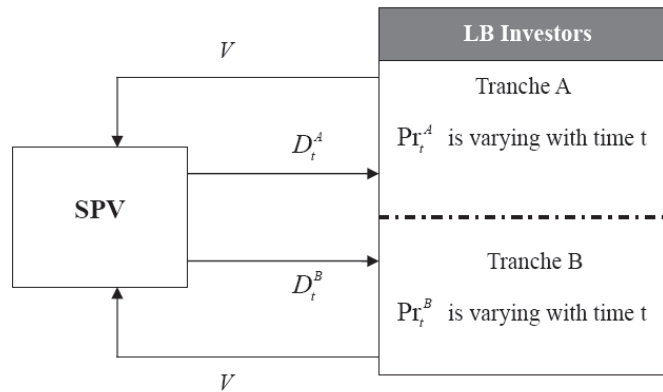 LB Investors
V
Tranche A
Pr_t^A is varying with time t
D_t^A
SPV
Tranche B
D_t^B
Pr_t^B is varying with time t
V